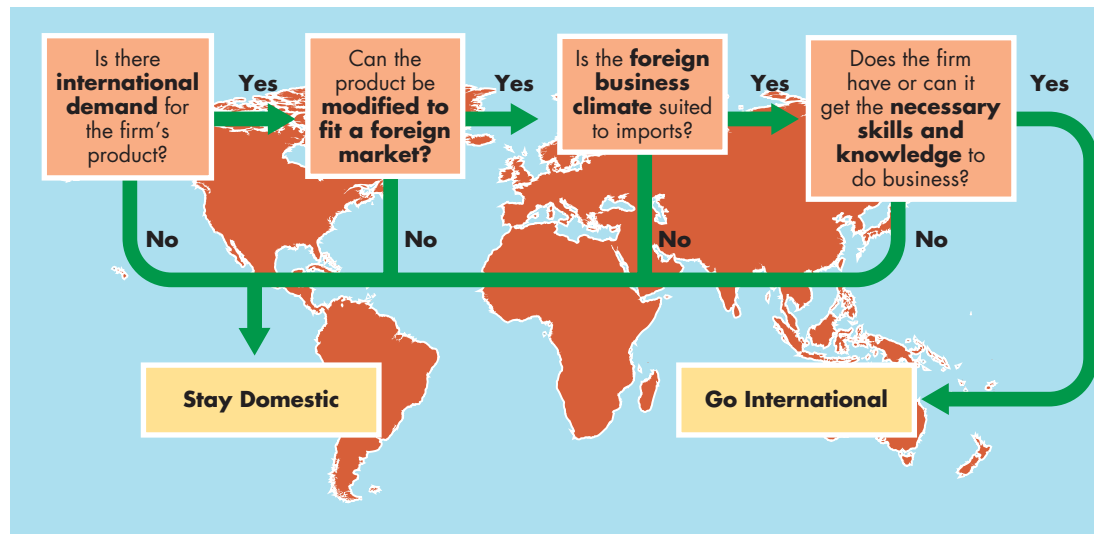 Is there
international
demand for
the firm's
product?
Yes
No
Can the
product be
modified to
fit a foreign
market?
Yes
No
Is the foreign
business
climate suited
to imports?
Yes
No
Does the firm
have or can it
get the necessary
skills and
knowledge to
do business?
Yes
No
Stay Domestic
Go International